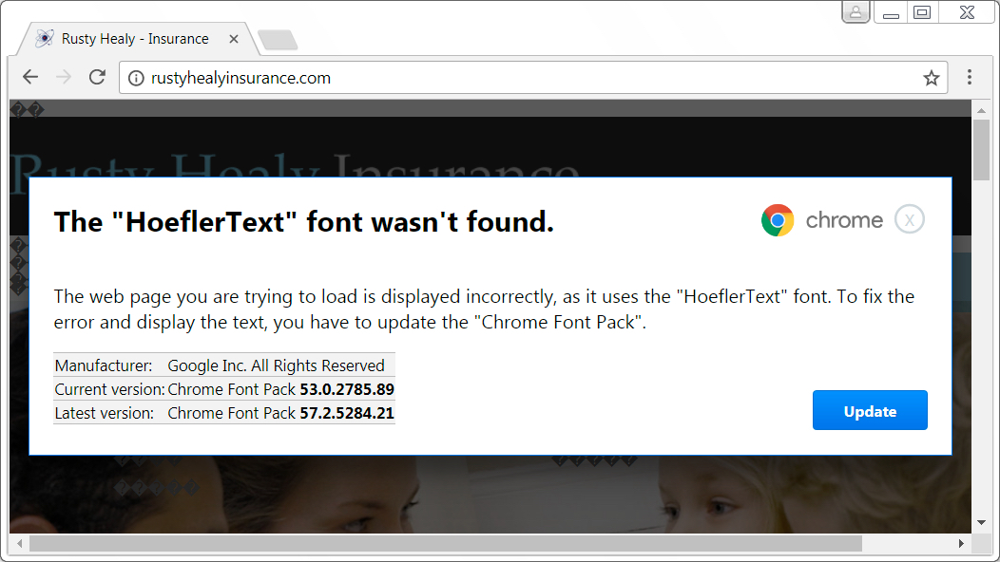 Rusty Healy - Insurance
rustyhealyinsurance.com
Rusty Healy Insurance
The "HoeflerText" font wasn't found.
chrome
X
The web page you are trying to load is displayed incorrectly, as it uses the "HoeflerText" font. To fix the
error and display the text, you have to update the "Chrome Font Pack".
Manufacturer: Google Inc. All Rights Reserved
Current version: Chrome Font Pack 53.0.2785.89
Latest version: Chrome Font Pack 57.2.5284.21
Update